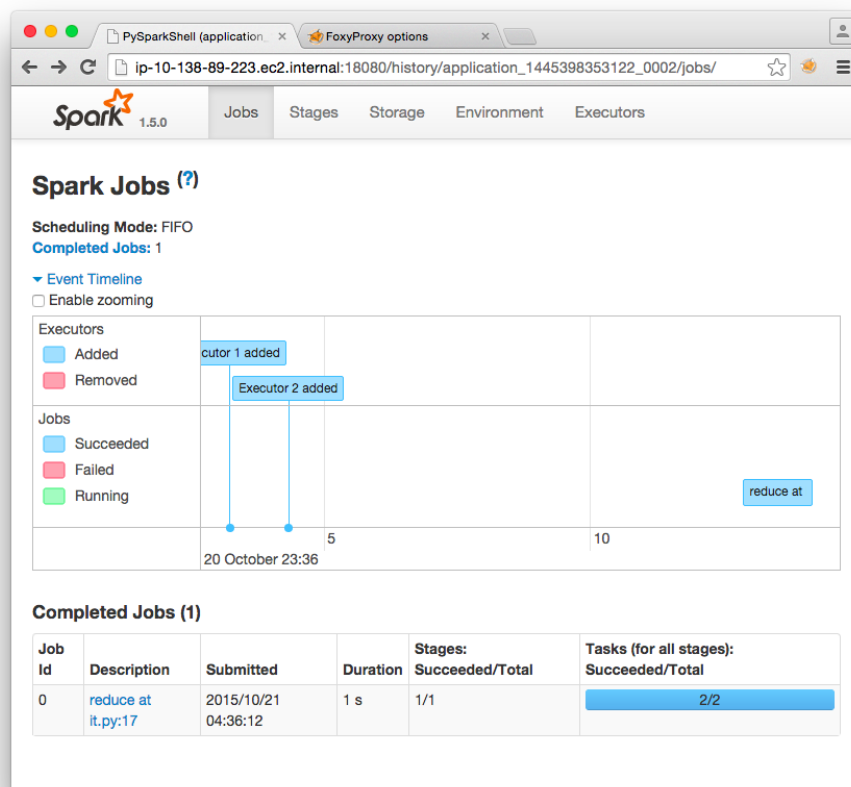 PySparkShell (application_
FoxyProxy options
ip-10-138-89-223.ec2.internal:18080/history/application_1445398353122_0002/jobs/
Spark 1.5.0 Jobs Stages Storage Environment Executors
Spark Jobs (?)
Scheduling Mode: FIFO
Completed Jobs: 1
Event Timeline
Enable zooming
Executors
Added
Removed
cutor 1 added
Executor 2 added
Jobs
Succeeded
Failed
Running
reduce at
5 10
20 October 23:36
Completed Jobs (1)
Job Id Description Submitted Duration Stages: Succeeded/Total Tasks (for all stages): Succeeded/Total
0 reduce at it.py:17 2015/10/21 04:36:12 1 s 1/1 2/2